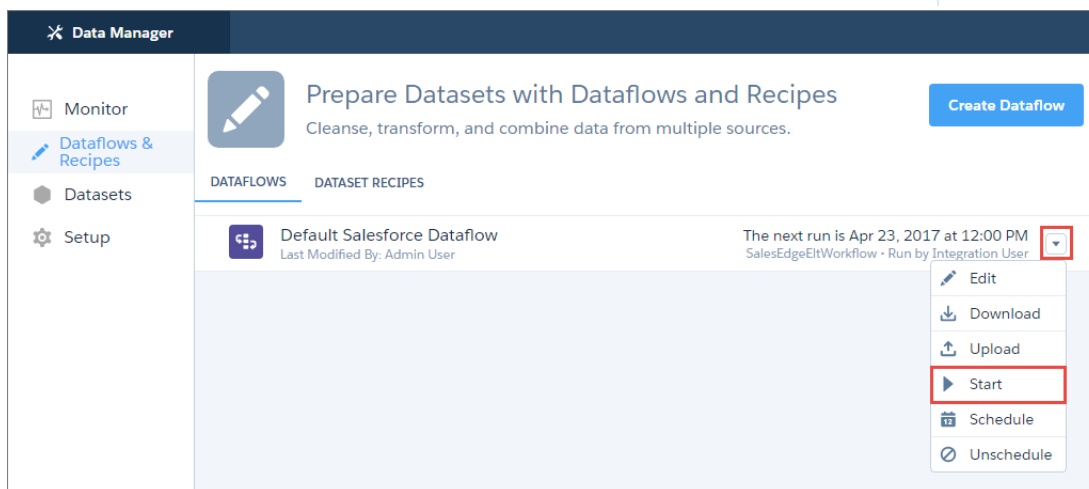 Data Manager
Monitor
Dataflows &
Recipes
Datasets
Setup
Prepare Datasets with Dataflows and Recipes
Cleanse, transform, and combine data from multiple sources.
Create Dataflow
DATAFLOWS
DATASET RECIPES
Default Salesforce Dataflow
Last Modified By: Admin User
The next run is Apr 23, 2017 at 12:00 PM
SalesEdgeEltWorkflow • Run by Integration User
Edit
Download
Upload
Start
12
Schedule
Unschedule